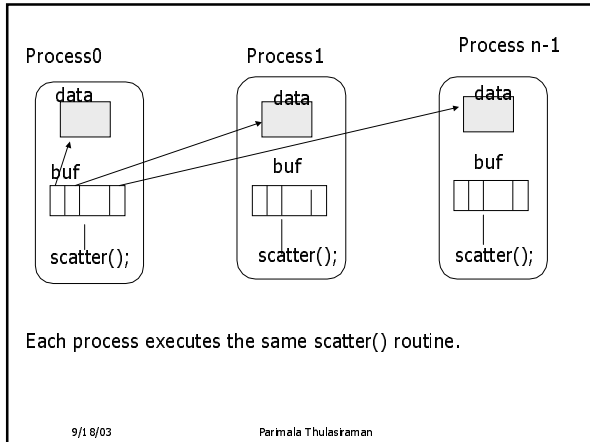 Process0
Process1
Process n-1
data
data
data
buf
buf
buf
scatter();
scatter();
scatter();
Each process executes the same scatter() routine.
9/18/03
Parimala Thulasiraman